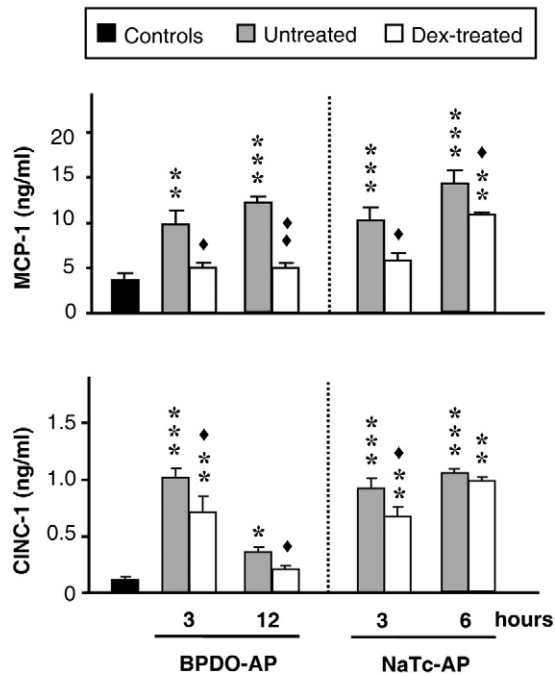 Controls Untreated Dex-treated
MCP-1 (ng/ml)
20
15
10
5
0
** ♦ *** ♦♦ *** ♦ *** ♦**
CINC-1 (ng/ml)
1.5
1.0
0.5
0
*** ♦** * ♦ *** ♦** *** **
3 12 3 6 hours
BPDO-AP NaTc-AP